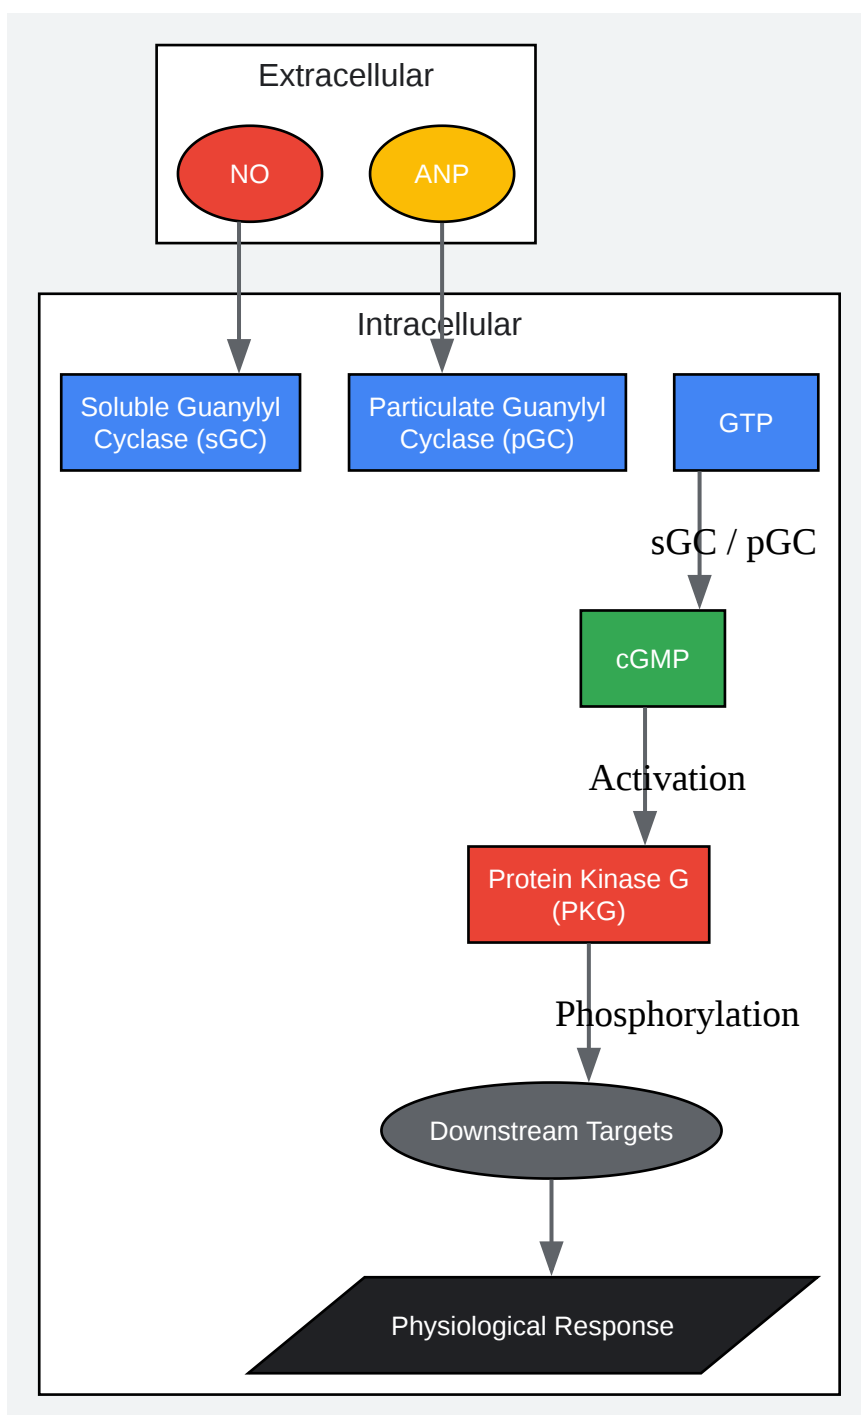 Extracellular
NO
ANP
Intracellular
Soluble Guanylyl
Cyclase (sGC)
Particulate Guanylyl
Cyclase (pGC)
GTP
sGC / pGC
cGMP
Activation
Protein Kinase G
(PKG)
Phosphorylation
Downstream Targets
Physiological Response